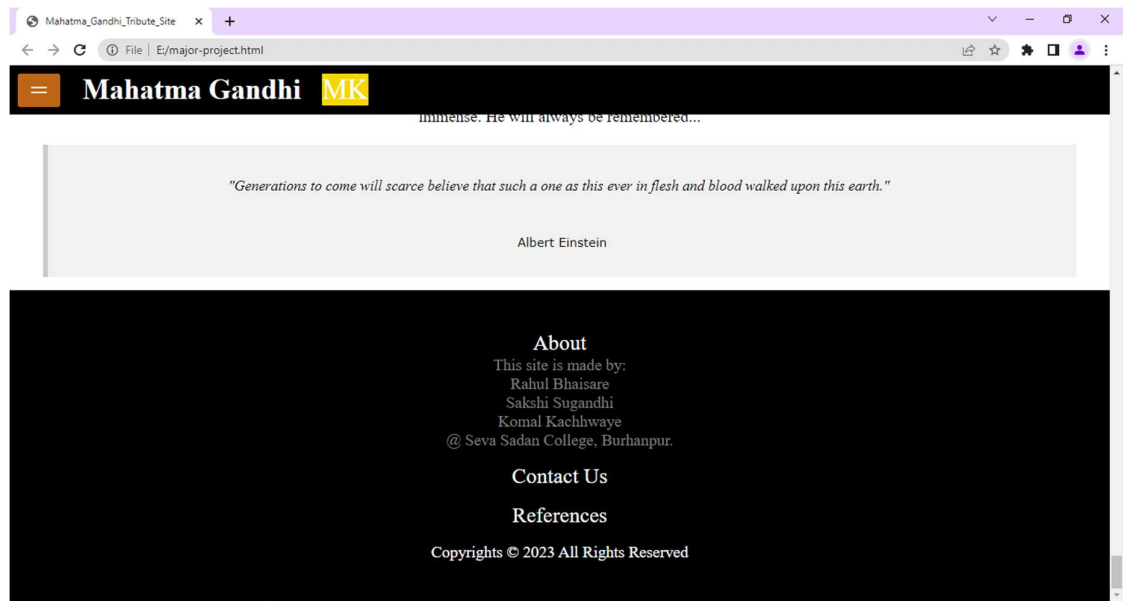 Mahatma_Gandhi_Tribute_Site
File | E:/major-project.html
Mahatma Gandhi MK
immense. He will always be remembered...
"Generations to come will scarce believe that such a one as this ever in flesh and blood walked upon this earth."
Albert Einstein
About
This site is made by:
Rahul Bhaisare
Sakshi Sugandhi
Komal Kachhwaye
@ Seva Sadan College, Burhanpur.
Contact Us
References
Copyrights © 2023 All Rights Reserved